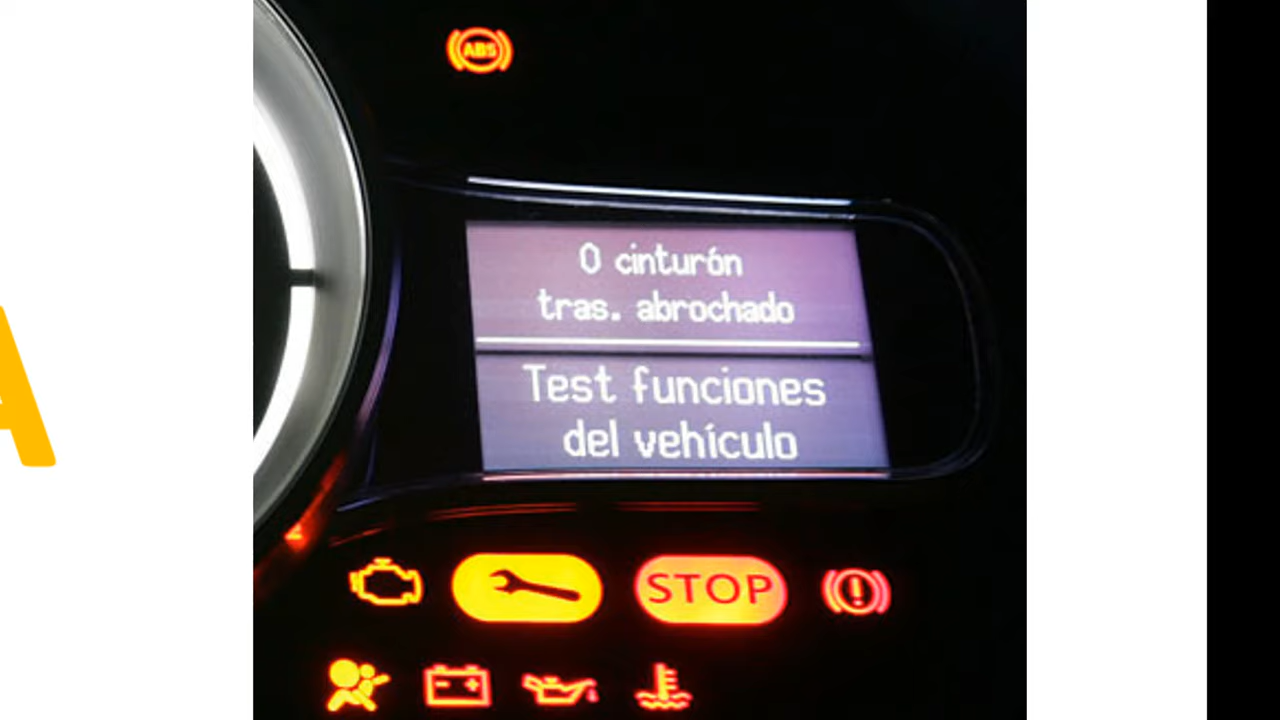 A
ABS
0 cinturón
tras. abrochado
Test funciones
del vehículo
STOP